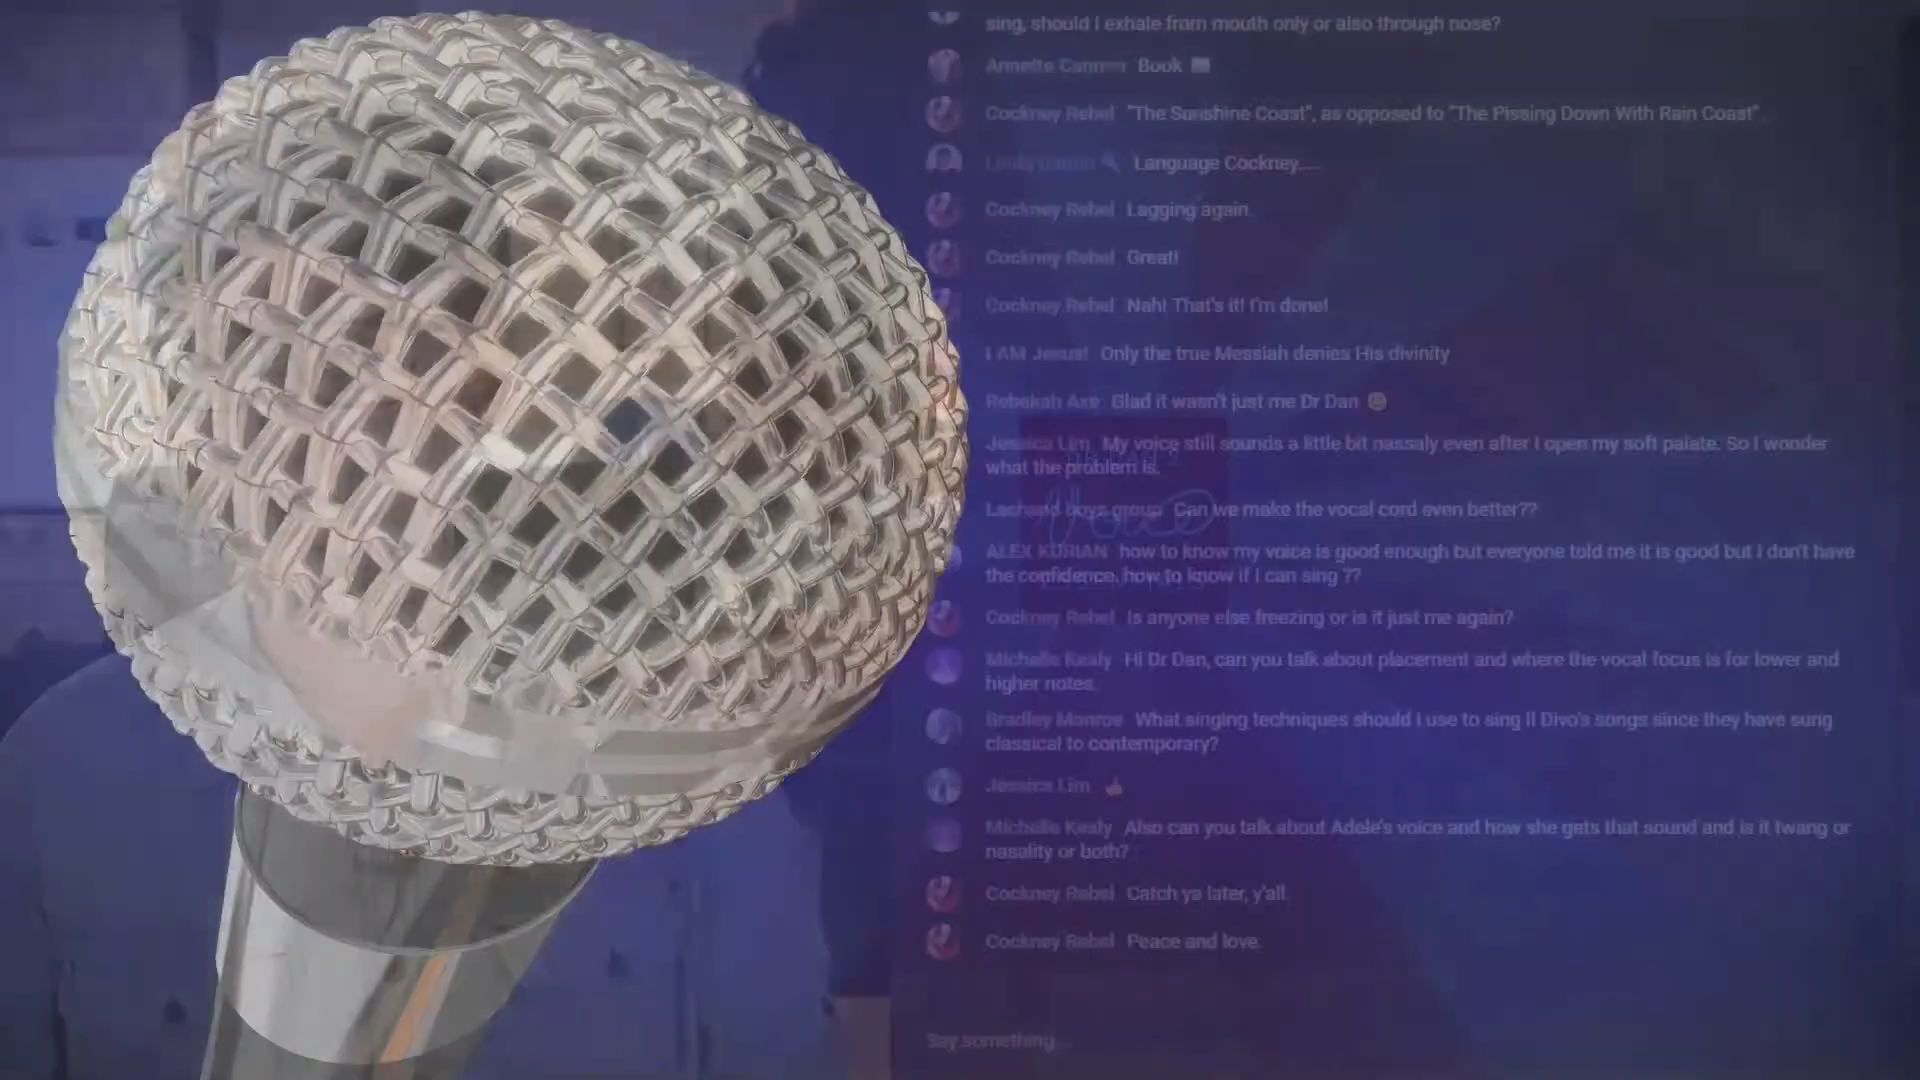 sing, should I exhale from mouth only or also through nose?
Annette Cannon Book
Cockney Rebel "The Sunshine Coast", as opposed to "The Pissing Down With Rain Coast".
Language Cockney....
Cockney Rebel Lagging again.
Cockney Rebel Great!
Cockney Rebel Nah! That's it! I'm done!
I AM Jesus! Only the true Messiah denies His divinity
Rebekah Axe Glad it wasn't just me Dr Dan
Jessica Lim My voice still sounds a little bit nassaly even after I open my soft palate. So I wonder
what the problem is.
boys group Can we make the vocal cord even better??
Voice
ALEX KURIAN how to know my voice is good enough but everyone told me it is good but I don't have
the confidence. how to know if I can sing ??
Cockney Rebel Is anyone else freezing or is it just me again?
Michelle Kealy Hi Dr Dan, can you talk about placement and where the vocal focus is for lower and
higher notes.
Bradley Monroe What singing techniques should I use to sing Il Divo's songs since they have sung
classical to contemporary?
Jessica Lim 👍
Michelle Kealy Also can you talk about Adele's voice and how she gets that sound and is it twang or
nasality or both?
Cockney Rebel Catch ya later, y'all.
Cockney Rebel Peace and love.
Say something...